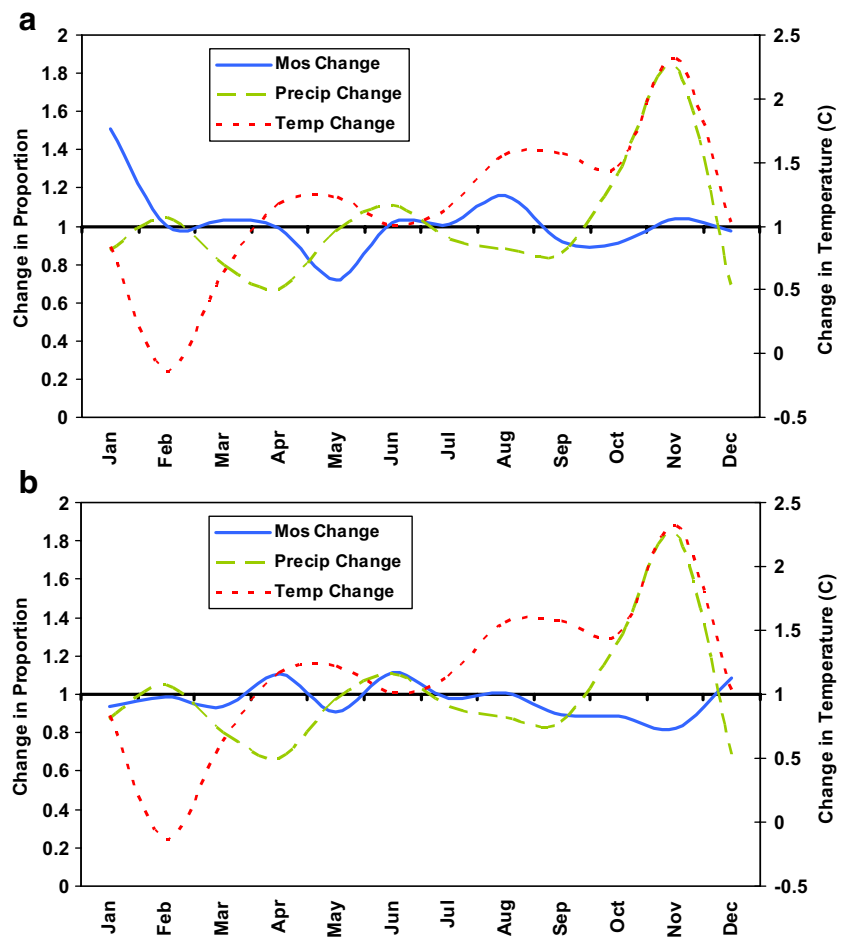 a
2
1.8
1.6
1.4
1.2
1
0.8
0.6
0.4
0.2
0
Change in Proportion
Mos Change
Precip Change
Temp Change
2.5
2
1.5
1
0.5
0
-0.5
Change in Temperature (C)
Jan Feb Mar Apr May Jun Jul Aug Sep Oct Nov Dec
b
2
1.8
1.6
1.4
1.2
1
0.8
0.6
0.4
0.2
0
Change in Proportion
Mos Change
Precip Change
Temp Change
2.5
2
1.5
1
0.5
0
-0.5
Change in Temperature (C)
Jan Feb Mar Apr May Jun Jul Aug Sep Oct Nov Dec